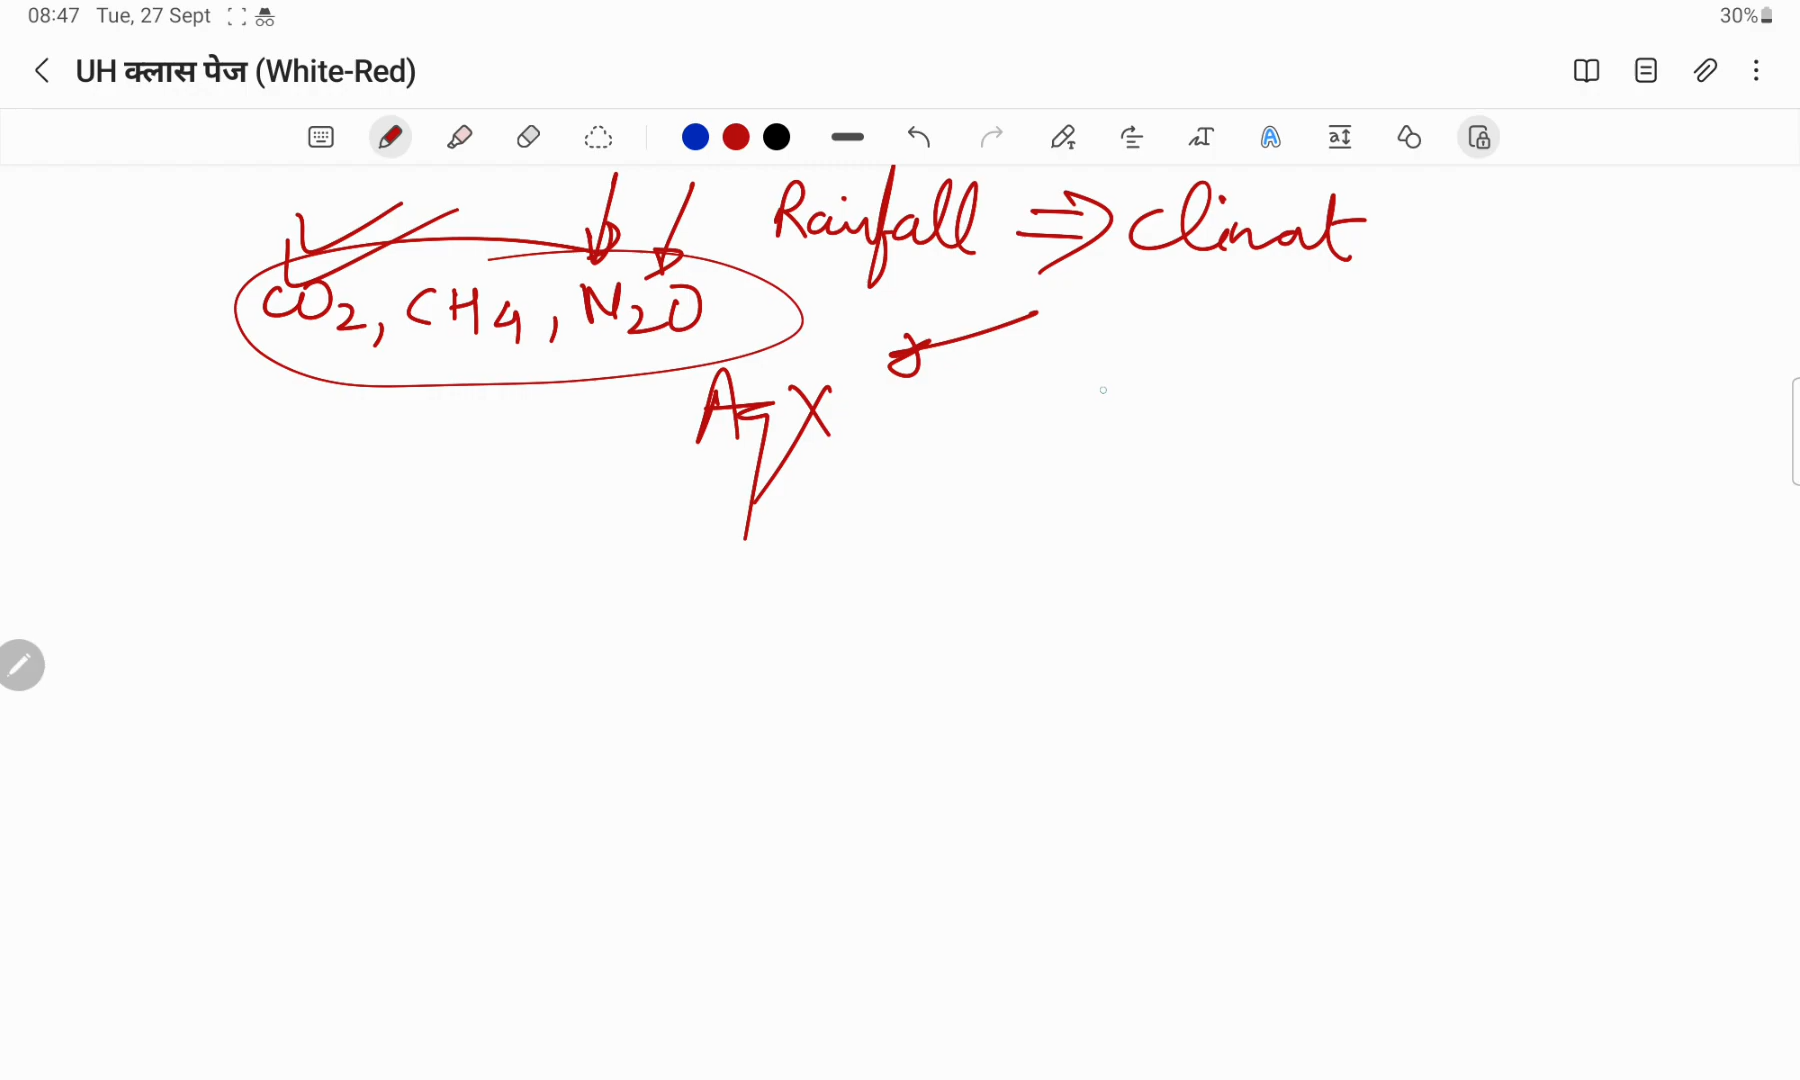 08:47 Tue, 27 Sept 30%
UH क्लास पेज (White-Red)
Rainfall ⇒ Climat
CO2, CH4, N2O